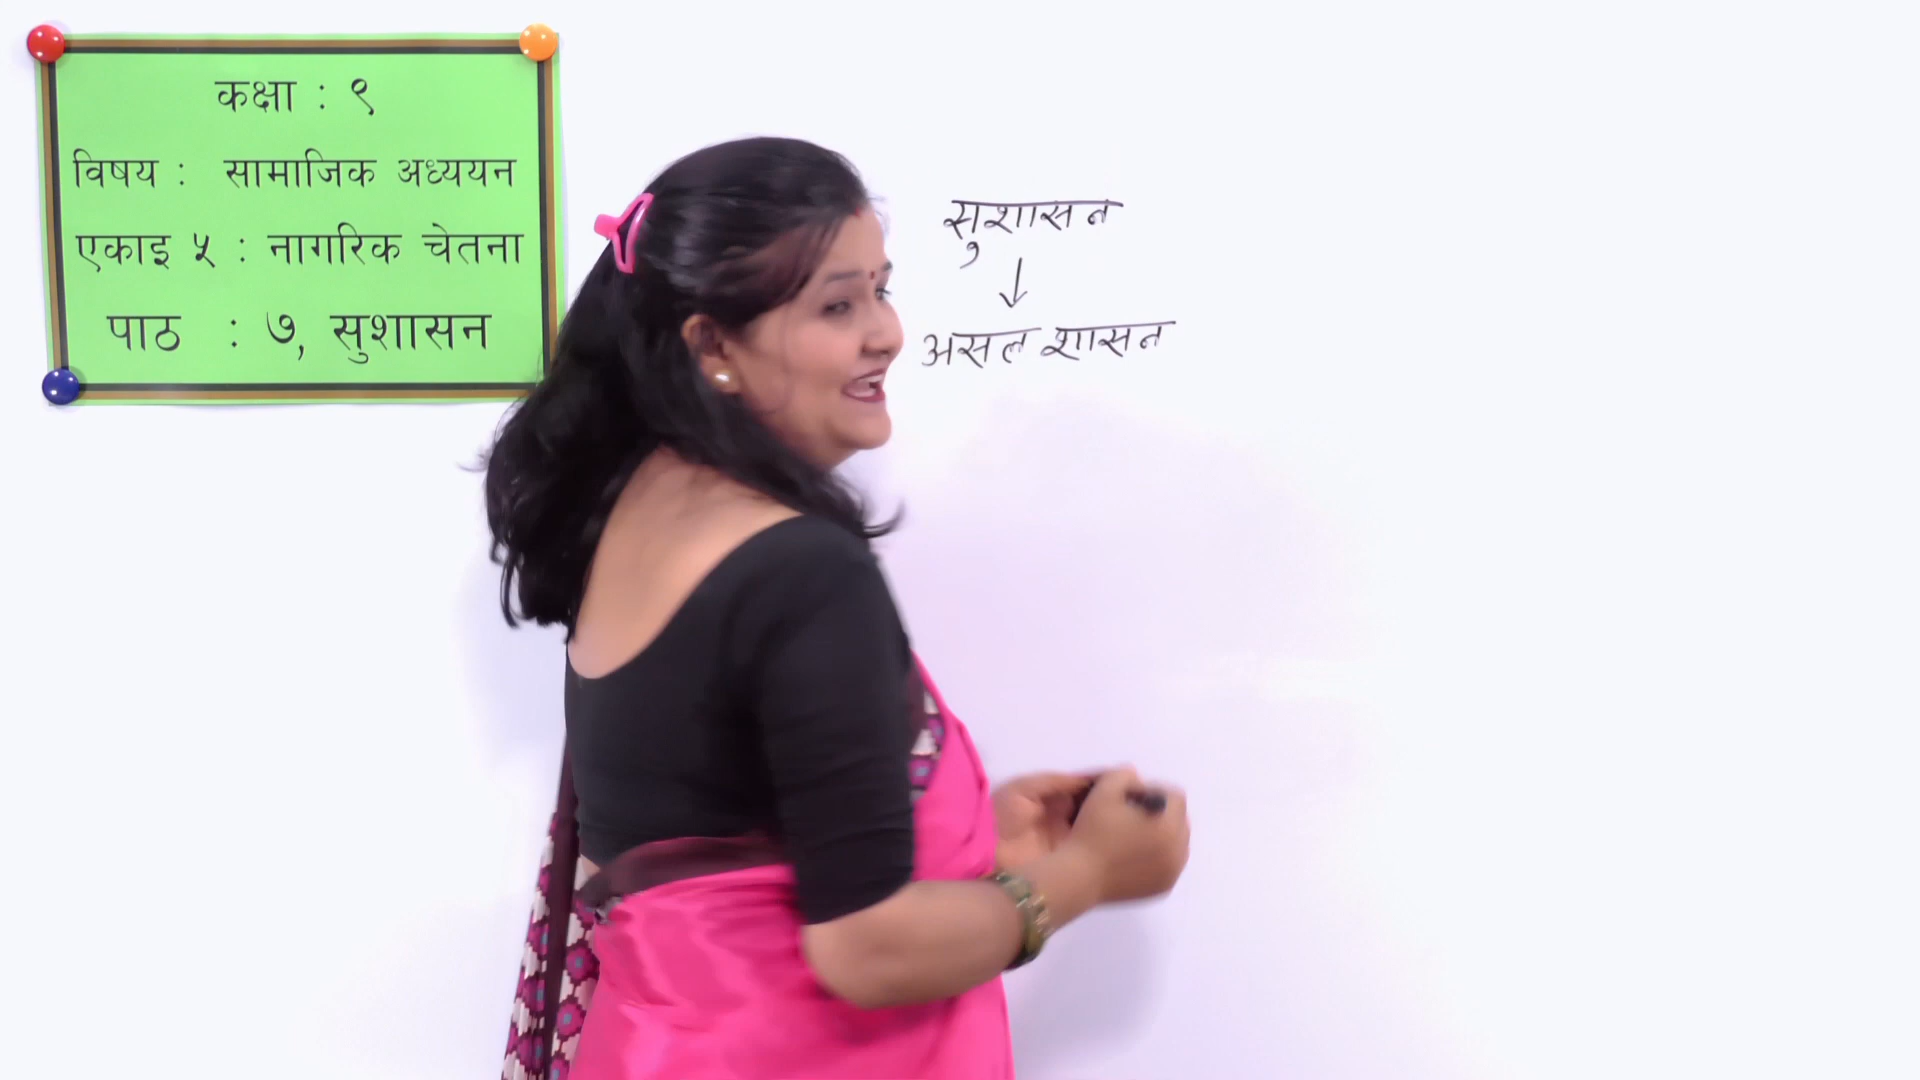 कक्षा : ९
विषय : सामाजिक अध्ययन
एकाइ ५ : नागरिक चेतना
पाठ : ७, सुशासन
सुशासन
असल शासन